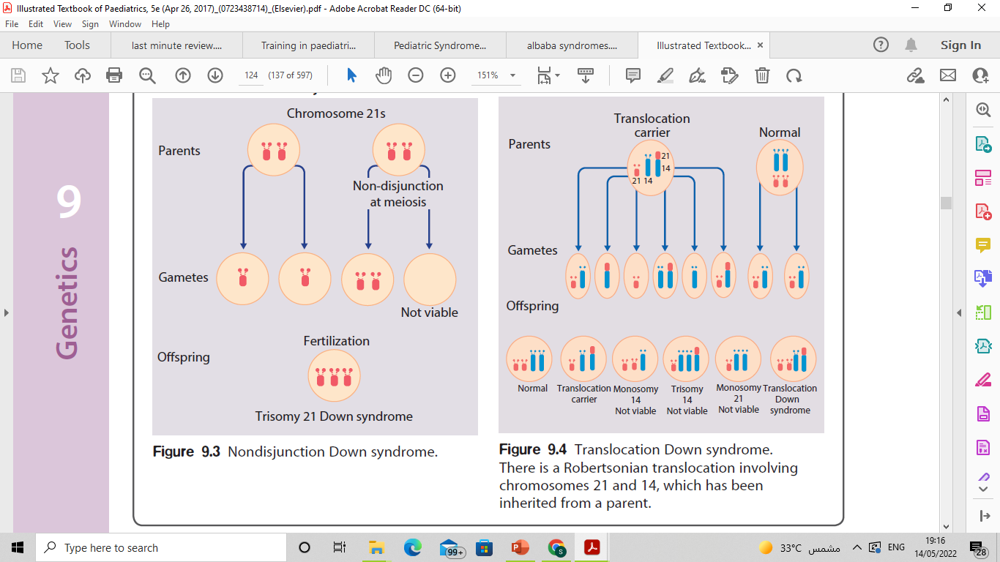 Illustrated Textbook of Paediatrics, 5e (Apr 26, 2017)_(0723438714)_(Elsevier).pdf - Adobe Acrobat Reader DC (64-bit)
File Edit View Sign Window Help
Home Tools last minute review.... Training in paediatri... Pediatric Syndrome... albaba syndromes.... Illustrated Textbook... × Sign In
124 (137 of 597) 151%
9
Genetics
Chromosome 21s
Parents
Non-disjunction
at meiosis
Gametes
Not viable
Fertilization
Offspring
Trisomy 21 Down syndrome
Figure 9.3 Nondisjunction Down syndrome.
Translocation
carrier
Normal
Parents
21
14
21 14
Gametes
Offspring
Normal
Translocation
carrier
Monosomy
14
Not viable
Trisomy
14
Not viable
Monosomy
21
Not viable
Translocation
Down
syndrome
Figure 9.4 Translocation Down syndrome.
There is a Robertsonian translocation involving
chromosomes 21 and 14, which has been
inherited from a parent.
Type here to search
99+
33°C مشمس
ENG
19:16
14/05/2022
28